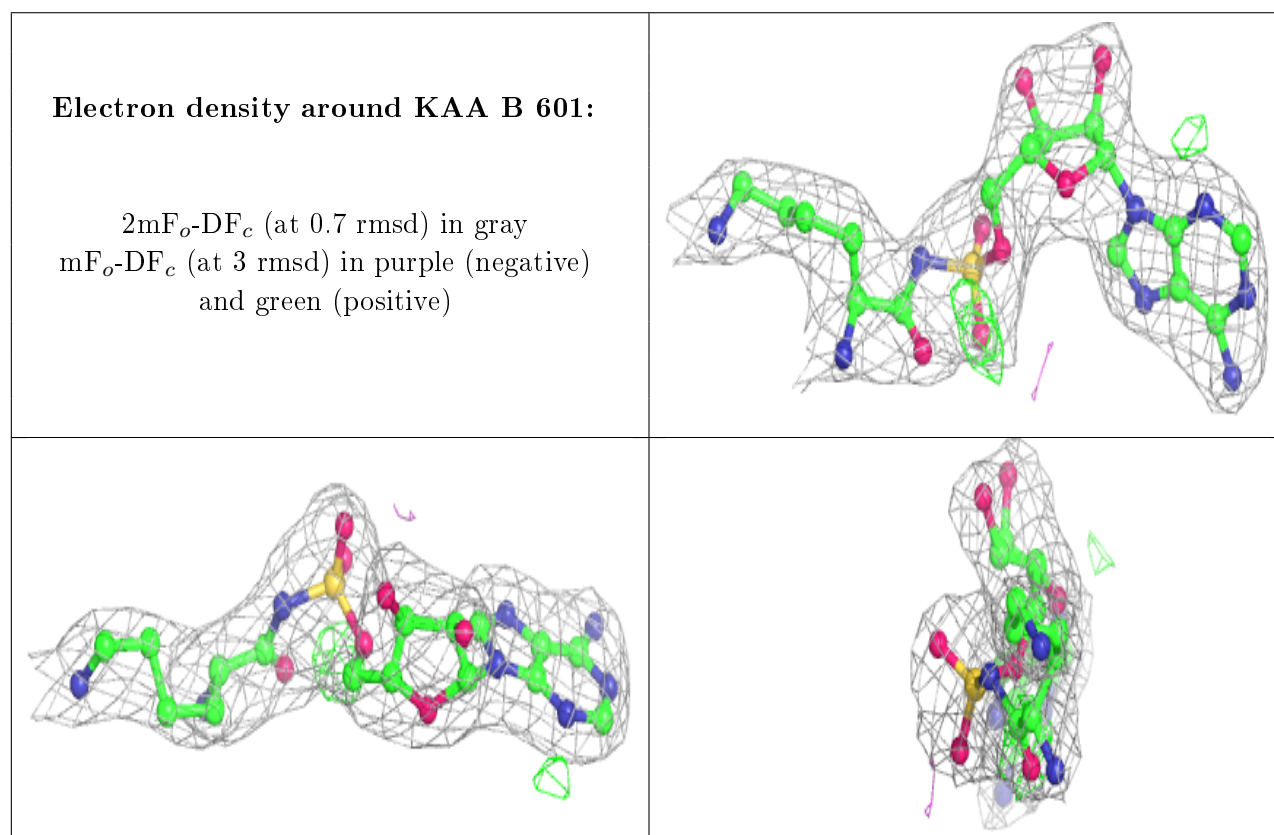 Electron density around KAA B 601:
2mFo-DFc (at 0.7 rmsd) in gray
mFo-DFc (at 3 rmsd) in purple (negative)
and green (positive)